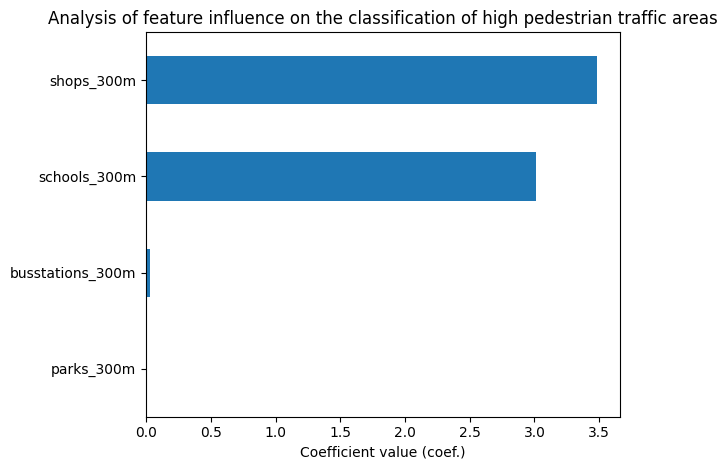 Analysis of feature influence on the classification of high pedestrian traffic areas
shops_300m
schools_300m
busstations_300m
parks_300m
0.0 0.5 1.0 1.5 2.0 2.5 3.0 3.5
Coefficient value (coef.)